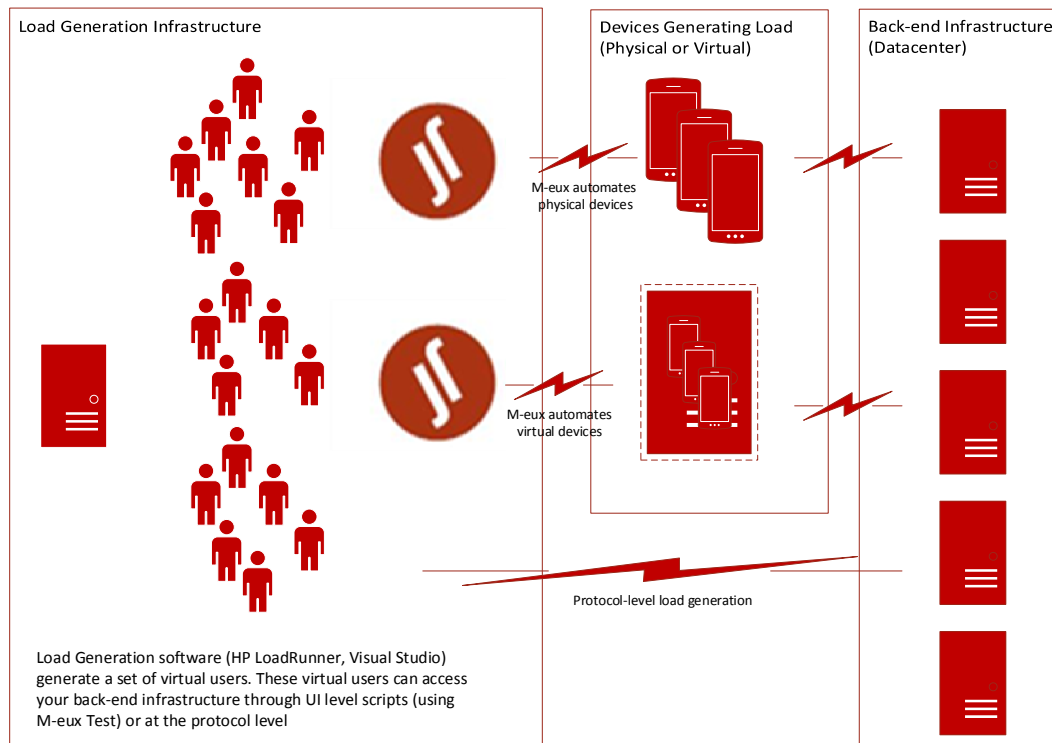 Load Generation Infrastructure
Devices Generating Load
(Physical or Virtual)
Back-end Infrastructure
(Datacenter)
M-eux automates
physical devices
M-eux automates
virtual devices
Protocol-level load generation
Load Generation software (HP LoadRunner, Visual Studio)
generate a set of virtual users. These virtual users can access
your back-end infrastructure through UI level scripts (using
M-eux Test) or at the protocol level